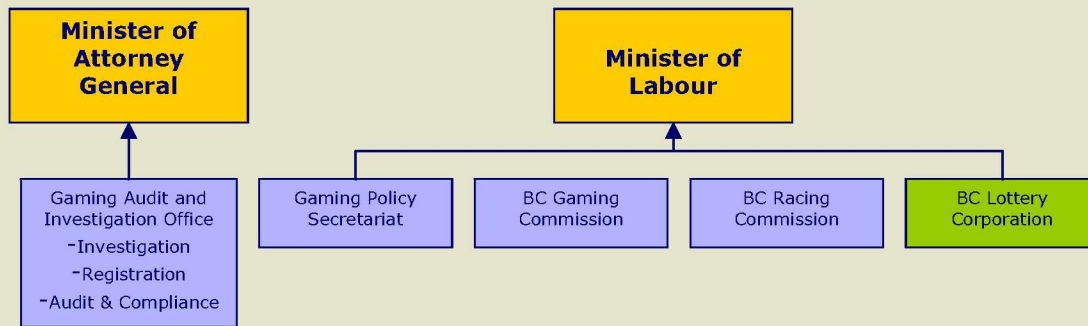 Minister of
Attorney
General
Minister of
Labour
Gaming Audit and
Investigation Office
-Investigation
-Registration
-Audit & Compliance
Gaming Policy
Secretariat
BC Gaming
Commission
BC Racing
Commission
BC Lottery
Corporation